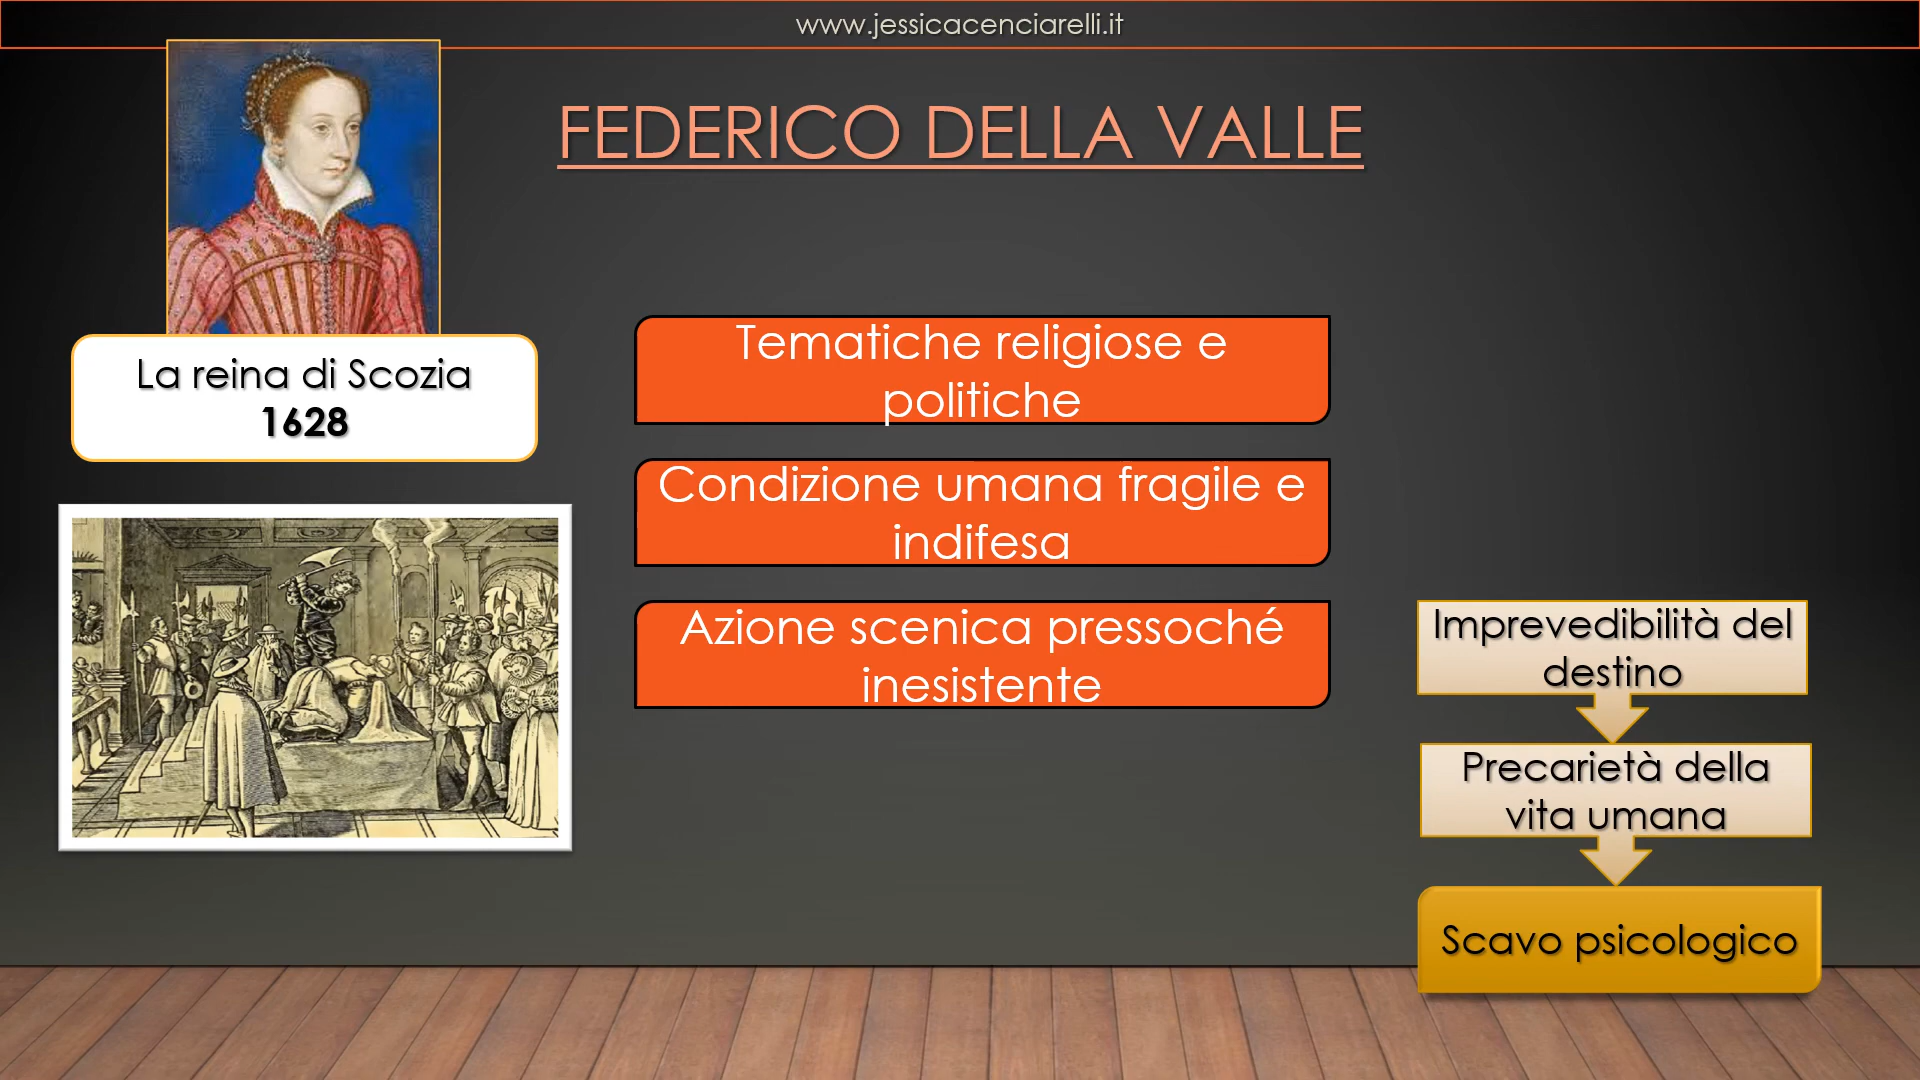 www.jessicacenciarelli.it
FEDERICO DELLA VALLE
La reina di Scozia
1628
Tematiche religiose e
politiche
Condizione umana fragile e
indifesa
Azione scenica pressoché
inesistente
Imprevedibilità del
destino
Precarietà della
vita umana
Scavo psicologico